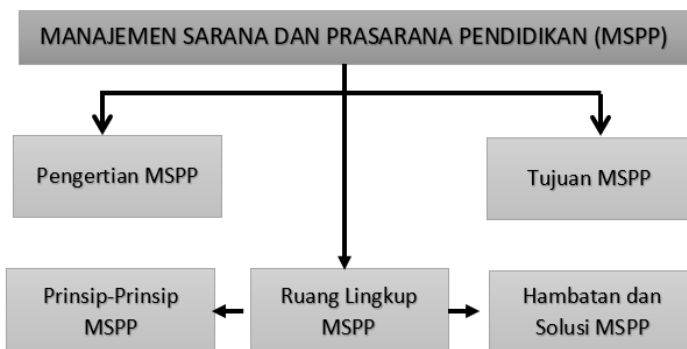 MANAJEMEN SARANA DAN PRASARANA PENDIDIKAN (MSPP)
Pengertian MSPP
Tujuan MSPP
Prinsip-Prinsip
MSPP
Ruang Lingkup
MSPP
Hambatan dan
Solusi MSPP